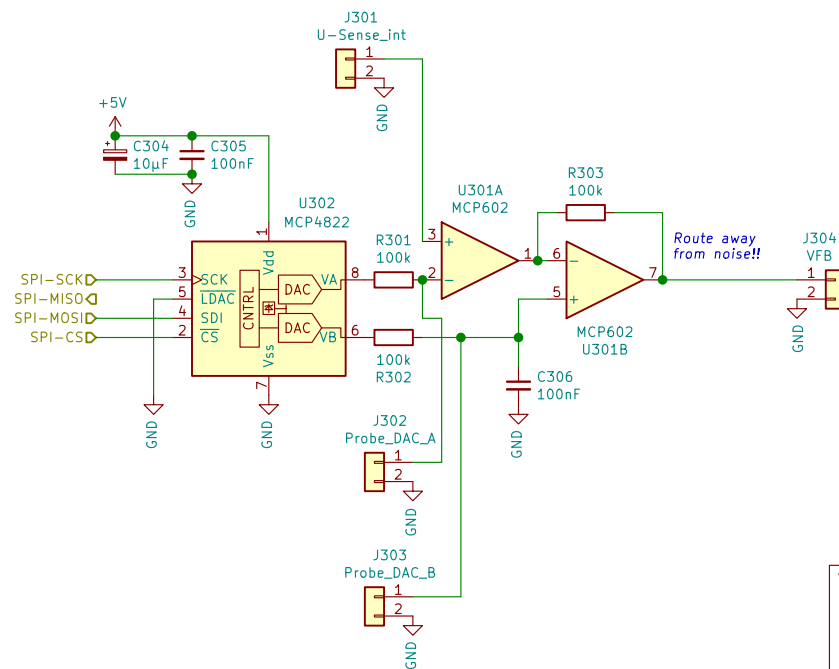 J301
U-Sense_int
1
2
GND
+5V
+
C304
10µF
C305
100nF
GND
U302
MCP4822
1
Vdd
SPI-SCK
3
SCK
SPI-MISO
5
LDAC
SPI-MOSI
4
SDI
SPI-CS
2
CS
CNTRL
DAC
DAC
VA
8
VB
6
Vss
7
GND
GND
R301
100k
100k
R302
U301A
MCP602
3
+
2
−
1
R303
100k
6
−
5
+
7
MCP602
U301B
Route away
from noise!!
J304
VFB
1
2
GND
C306
100nF
GND
J302
Probe_DAC_A
1
2
GND
J303
Probe_DAC_B
1
2
GND